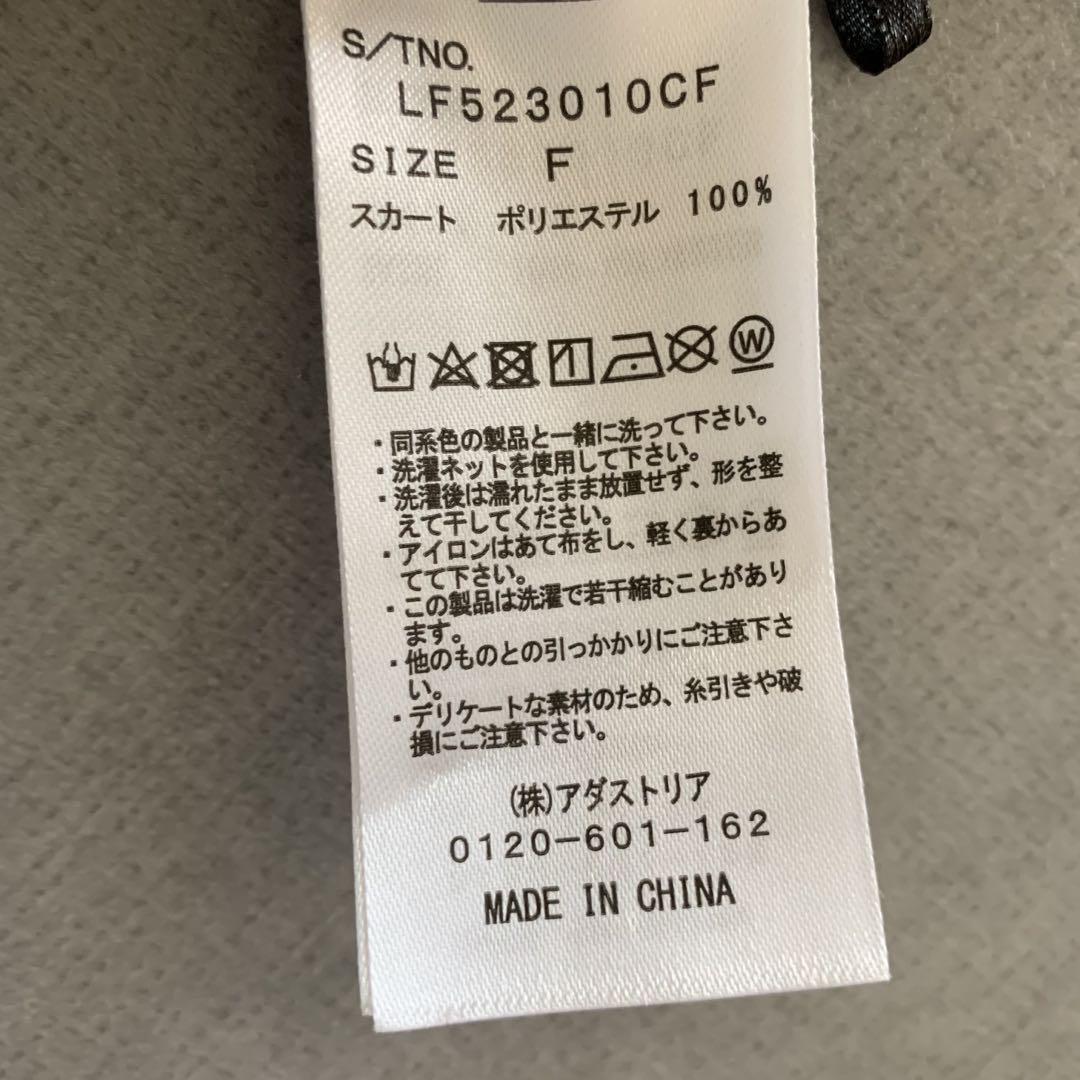 S/TNO.
LF523010CF
SIZE F
スカート ポリエステル 100%
W
・同系色の製品と一緒に洗って下さい。
・洗濯ネットを使用して下さい。
・洗濯後は濡れたまま放置せず、形を整
えて干してください。
・アイロンはあて布をし、軽く裏からあ
てて下さい。
・この製品は洗濯で若干縮むことがあり
ます。
・他のものとの引っかかりにご注意下さ
い。
・デリケートな素材のため、糸引きや破
損にご注意下さい。
(株)アダストリア
0120-601-162
MADE IN CHINA